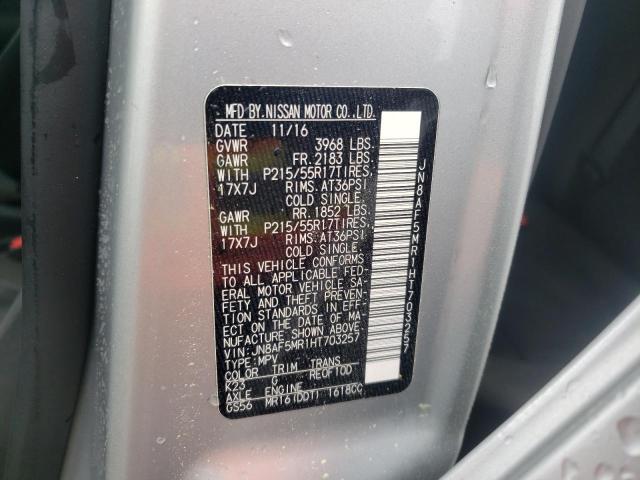 MFD BY NISSAN MOTOR CO.,LTD.
DATE 11/16
GVWR 3968 LBS.
GAWR FR. 2183 LBS.
WITH P215/55R17TIRES,
17X7J RIMS. AT36PSI
COLD SINGLE.
GAWR RR. 1852 LBS.
WITH P215/55R17TIRES,
17X7J RIMS. AT36PSI
COLD SINGLE.
THIS VEHICLE CONFORMS
TO ALL APPLICABLE FED-
ERAL MOTOR VEHICLE SA-
FETY AND THEFT PREVEN-
TION STANDARDS IN EFF-
ECT ON THE DATE OF MA-
NUFACTURE SHOWN ABOVE.
VIN: JN8AF5MR1HT703257
TYPE: MPV
COLOR TRIM TRANS
K23 G RE0F10D
AXLE ENGINE
GS56 MR16(DDT) 1618CC
JN8AF5MR1HT703257